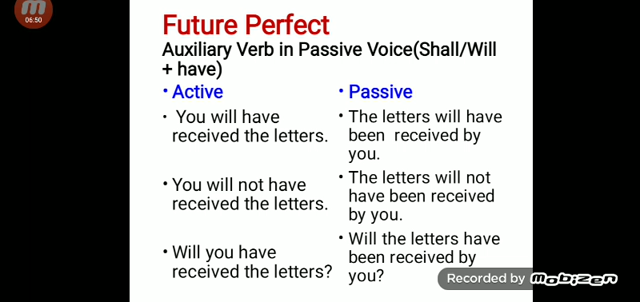 06:50
Future Perfect
Auxiliary Verb in Passive Voice(Shall/Will
+ have)
• Active
• Passive
• You will have
received the letters.
• The letters will have
been received by
you.
• You will not have
received the letters.
• The letters will not
have been received
by you.
• Will you have
received the letters?
• Will the letters have
been received by
you?
Recorded by Mobizen